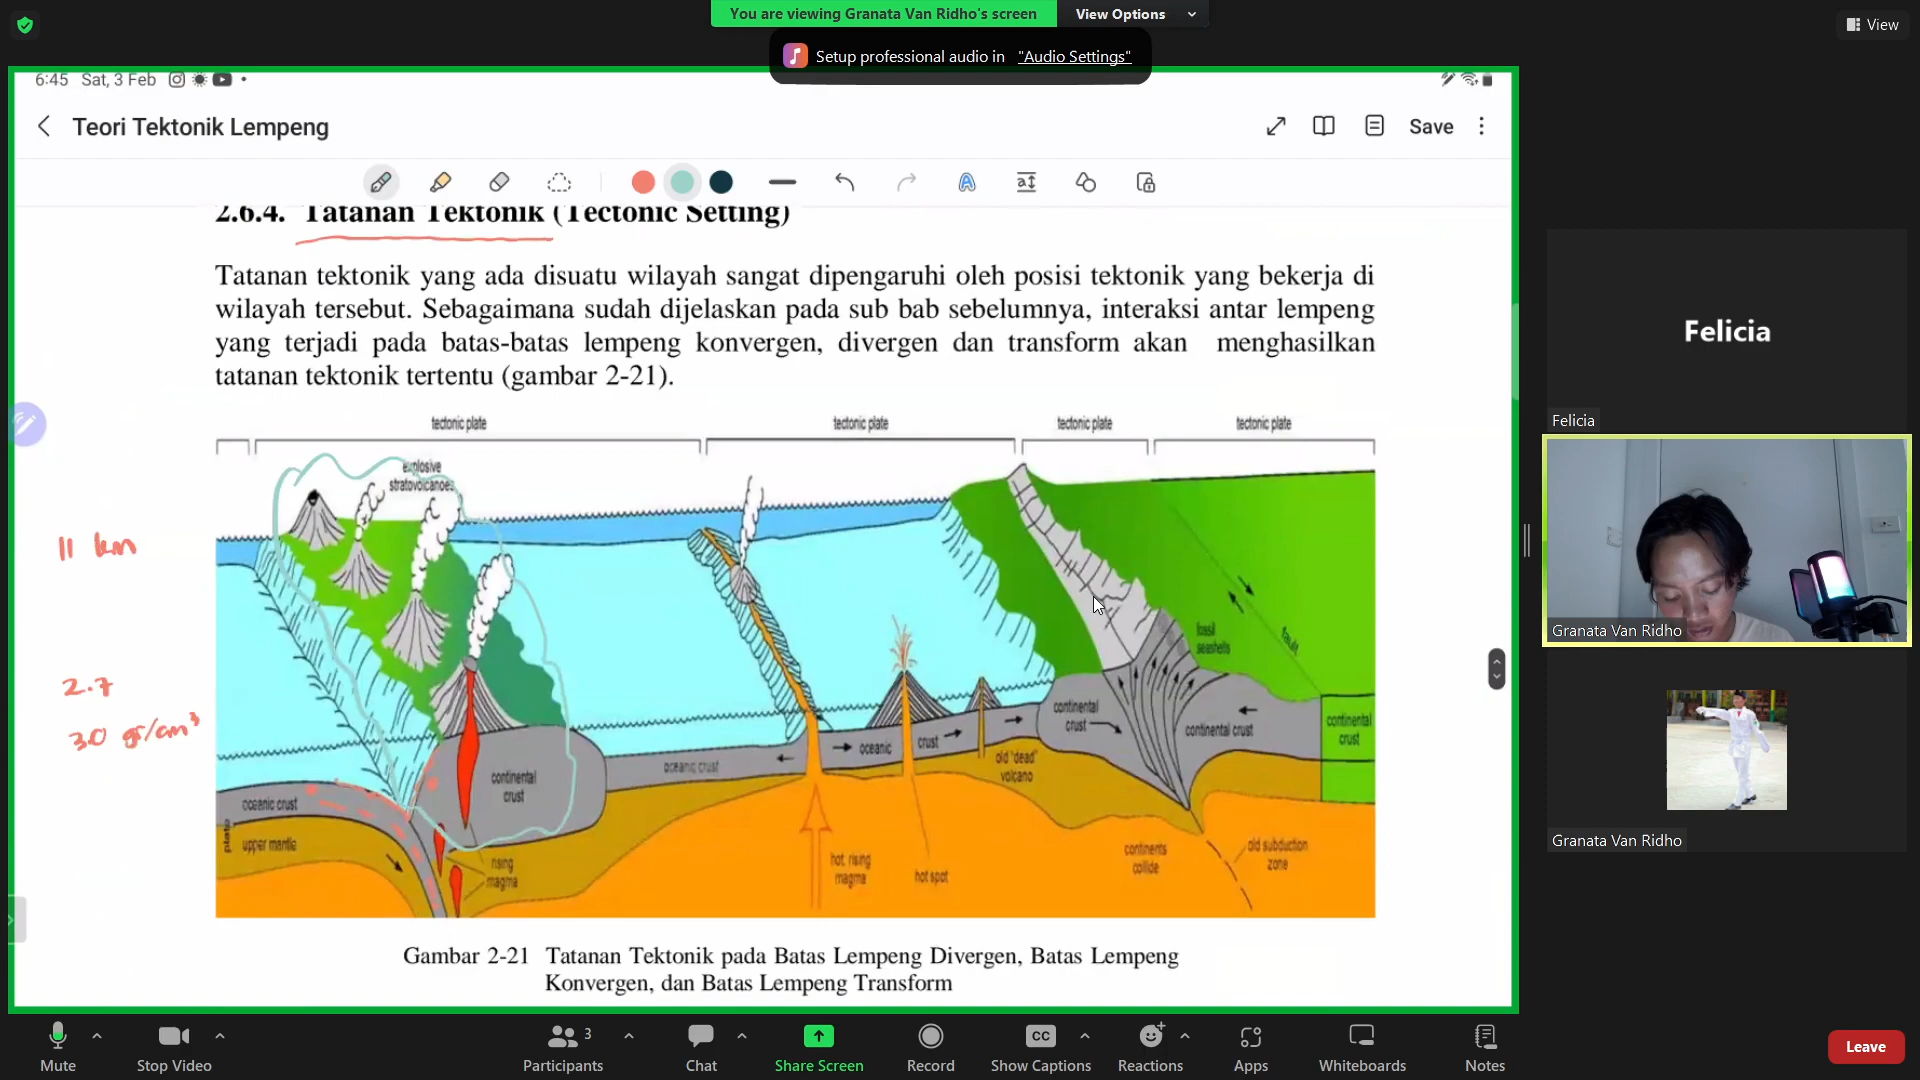 You are viewing Granata Van Ridho's screen
View Options
View
Setup professional audio in "Audio Settings"
6:45 Sat, 3 Feb
Teori Tektonik Lempeng
Save
2.6.4. Tatanan Tektonik (Tectonic Setting)
Tatanan tektonik yang ada disuatu wilayah sangat dipengaruhi oleh posisi tektonik yang bekerja di
wilayah tersebut. Sebagaimana sudah dijelaskan pada sub bab sebelumnya, interaksi antar lempeng
yang terjadi pada batas-batas lempeng konvergen, divergen dan transform akan menghasilkan
tatanan tektonik tertentu (gambar 2-21).
tectonic plate
tectonic plate
tectonic plate
tectonic plate
explosive
stratovolcanoes
11 km
2.7
3.0 gr/cm³
fossil
seashells
fault
continental
crust
continental crust
continental
crust
oceanic
crust
oceanic crust
old "dead"
volcano
continental
crust
oceanic crust
plate
upper mantle
rising
magma
hot, rising
magma
hot spot
continents
collide
old subduction
zone
Gambar 2-21 Tatanan Tektonik pada Batas Lempeng Divergen, Batas Lempeng
Konvergen, dan Batas Lempeng Transform
Felicia
Felicia
Granata Van Ridho
Granata Van Ridho
Mute
Stop Video
3
Participants
Chat
Share Screen
Record
CC
Show Captions
Reactions
Apps
Whiteboards
Notes
Leave